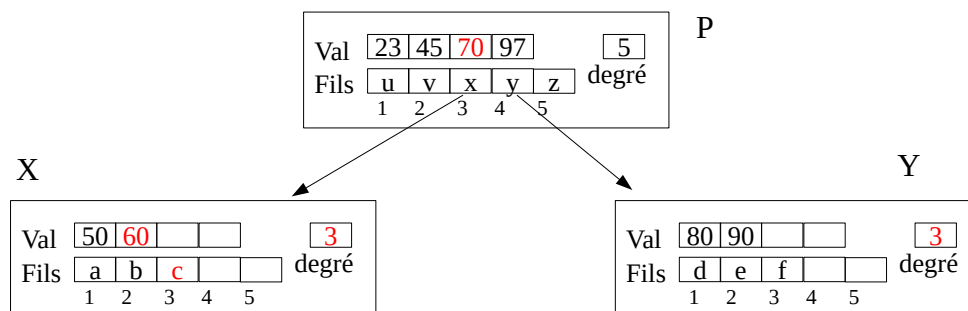 P
Val 23 45 70 97 5
Fils u v x y z degré
1 2 3 4 5
X
Val 50 60 3
Fils a b c degré
1 2 3 4 5
Y
Val 80 90 3
Fils d e f degré
1 2 3 4 5